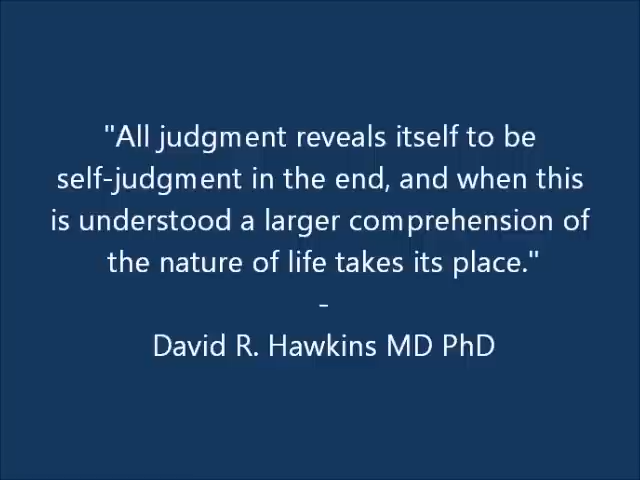 "All judgment reveals itself to be
self-judgment in the end, and when this
is understood a larger comprehension of
the nature of life takes its place."
-
David R. Hawkins MD PhD